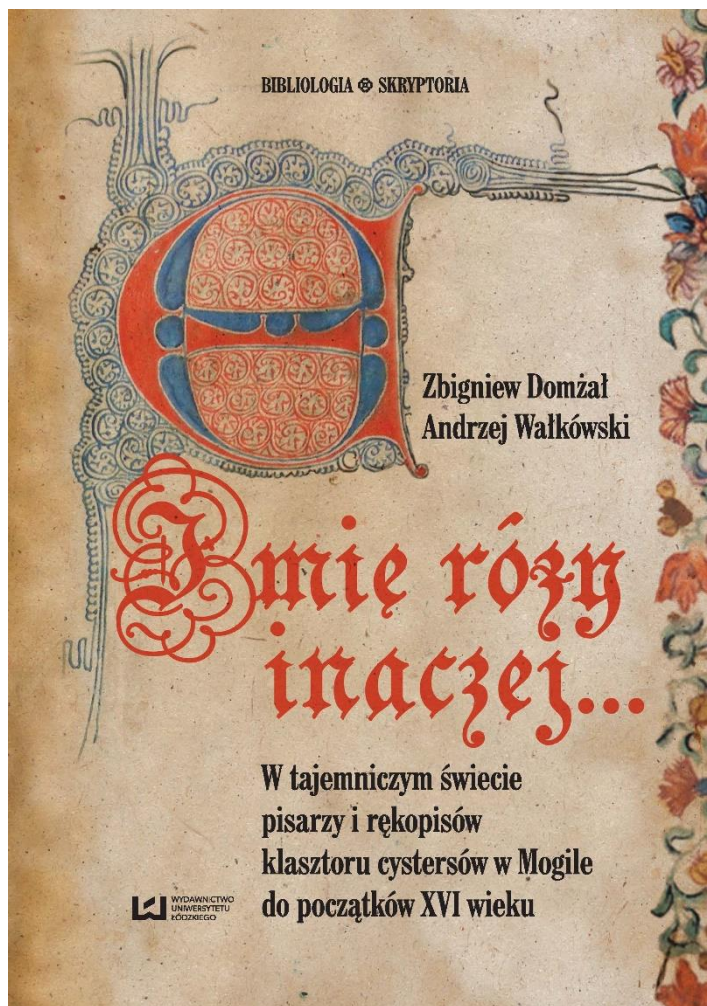 BIBLIOLOGIA ⊕ SKRYPTORIA
Zbigniew Domżał
Andrzej Wałkówski
Imię róży
inaczej...
W tajemniczym świecie
pisarzy i rękopisów
klasztoru cystersów w Mogile
do początków XVI wieku
WYDAWNICTWO
UNIWERSYTETU
ŁÓDZKIEGO